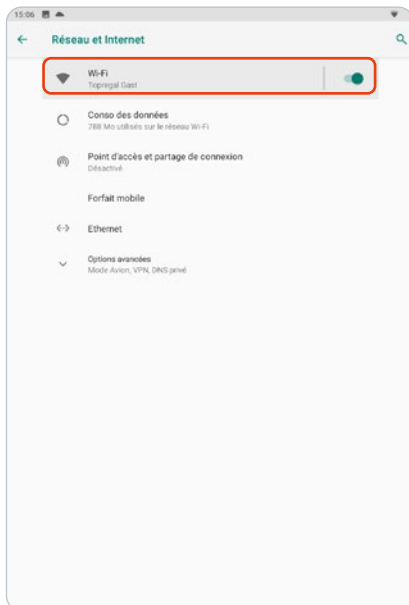 15:06
Réseau et Internet
Wi-Fi
Topregal Gast
Conso des données
788 Mo utilisés sur le réseau Wi-Fi
Point d'accès et partage de connexion
Désactivé
Forfait mobile
Ethernet
Options avancées
Mode Avion, VPN, DNS privé